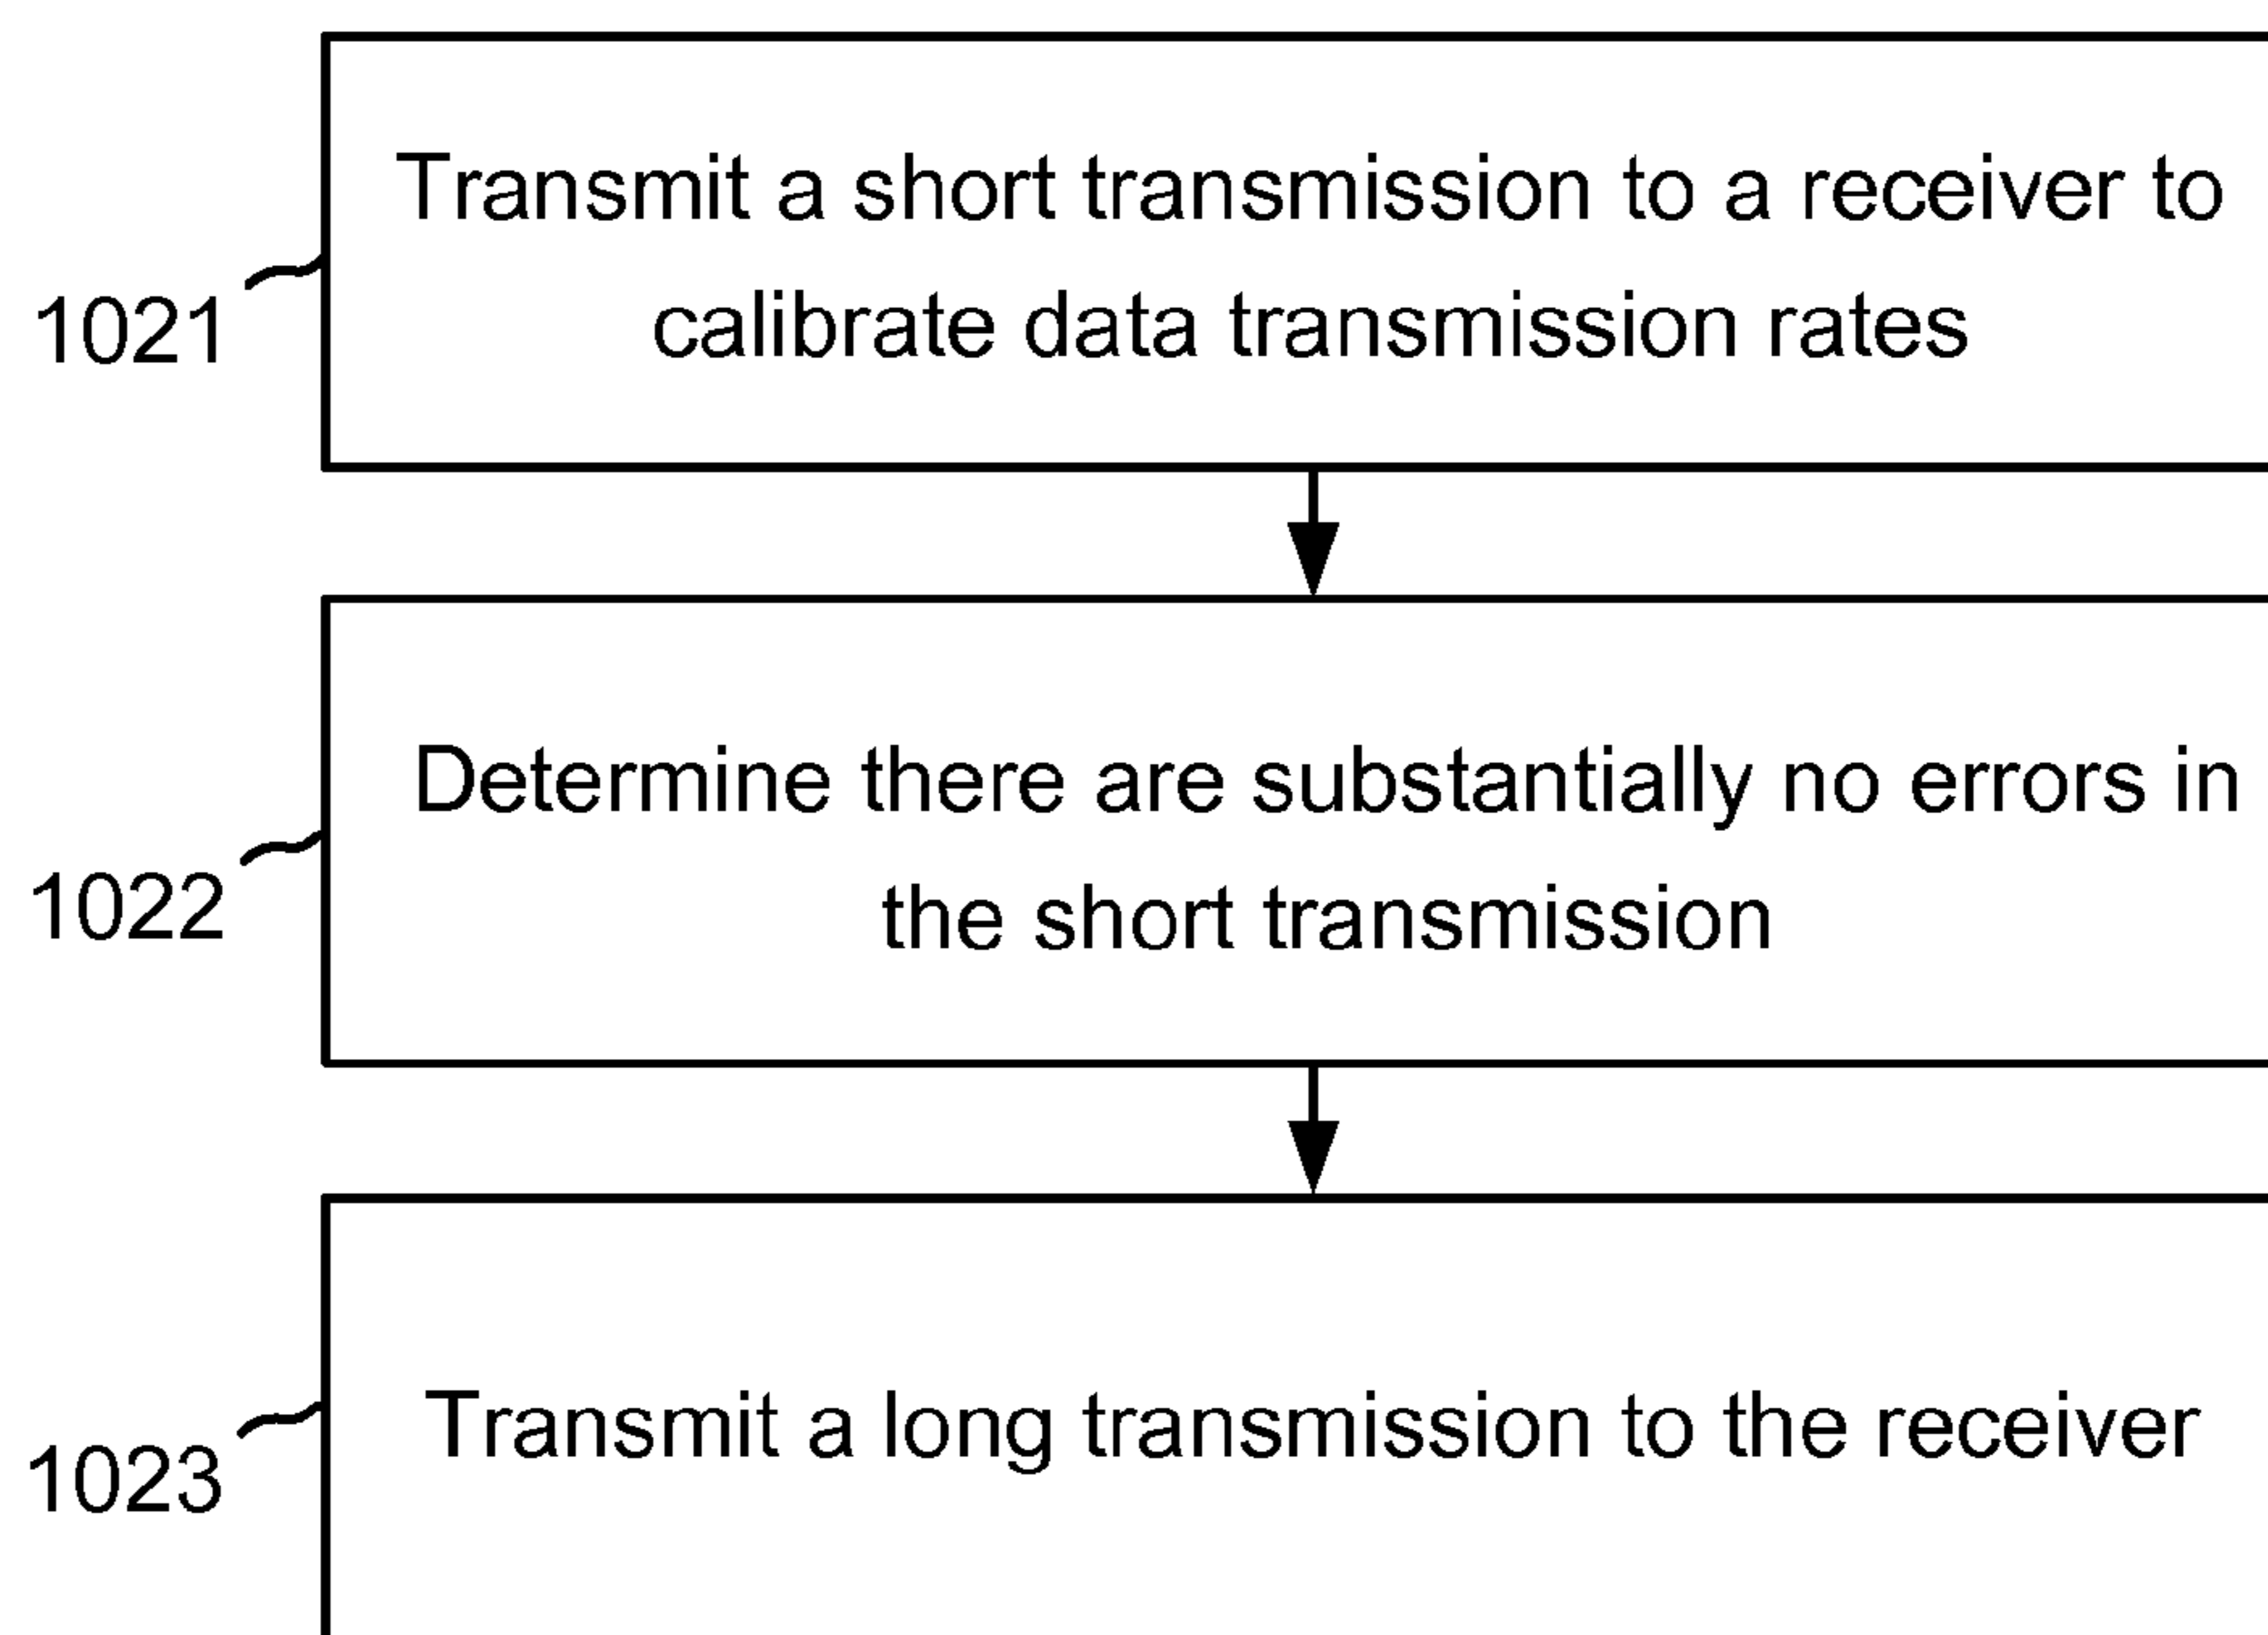 Transmit a short transmission to a receiver to
calibrate data transmission rates
1021
Determine there are substantially no errors in
the short transmission
1022
Transmit a long transmission to the receiver
1023